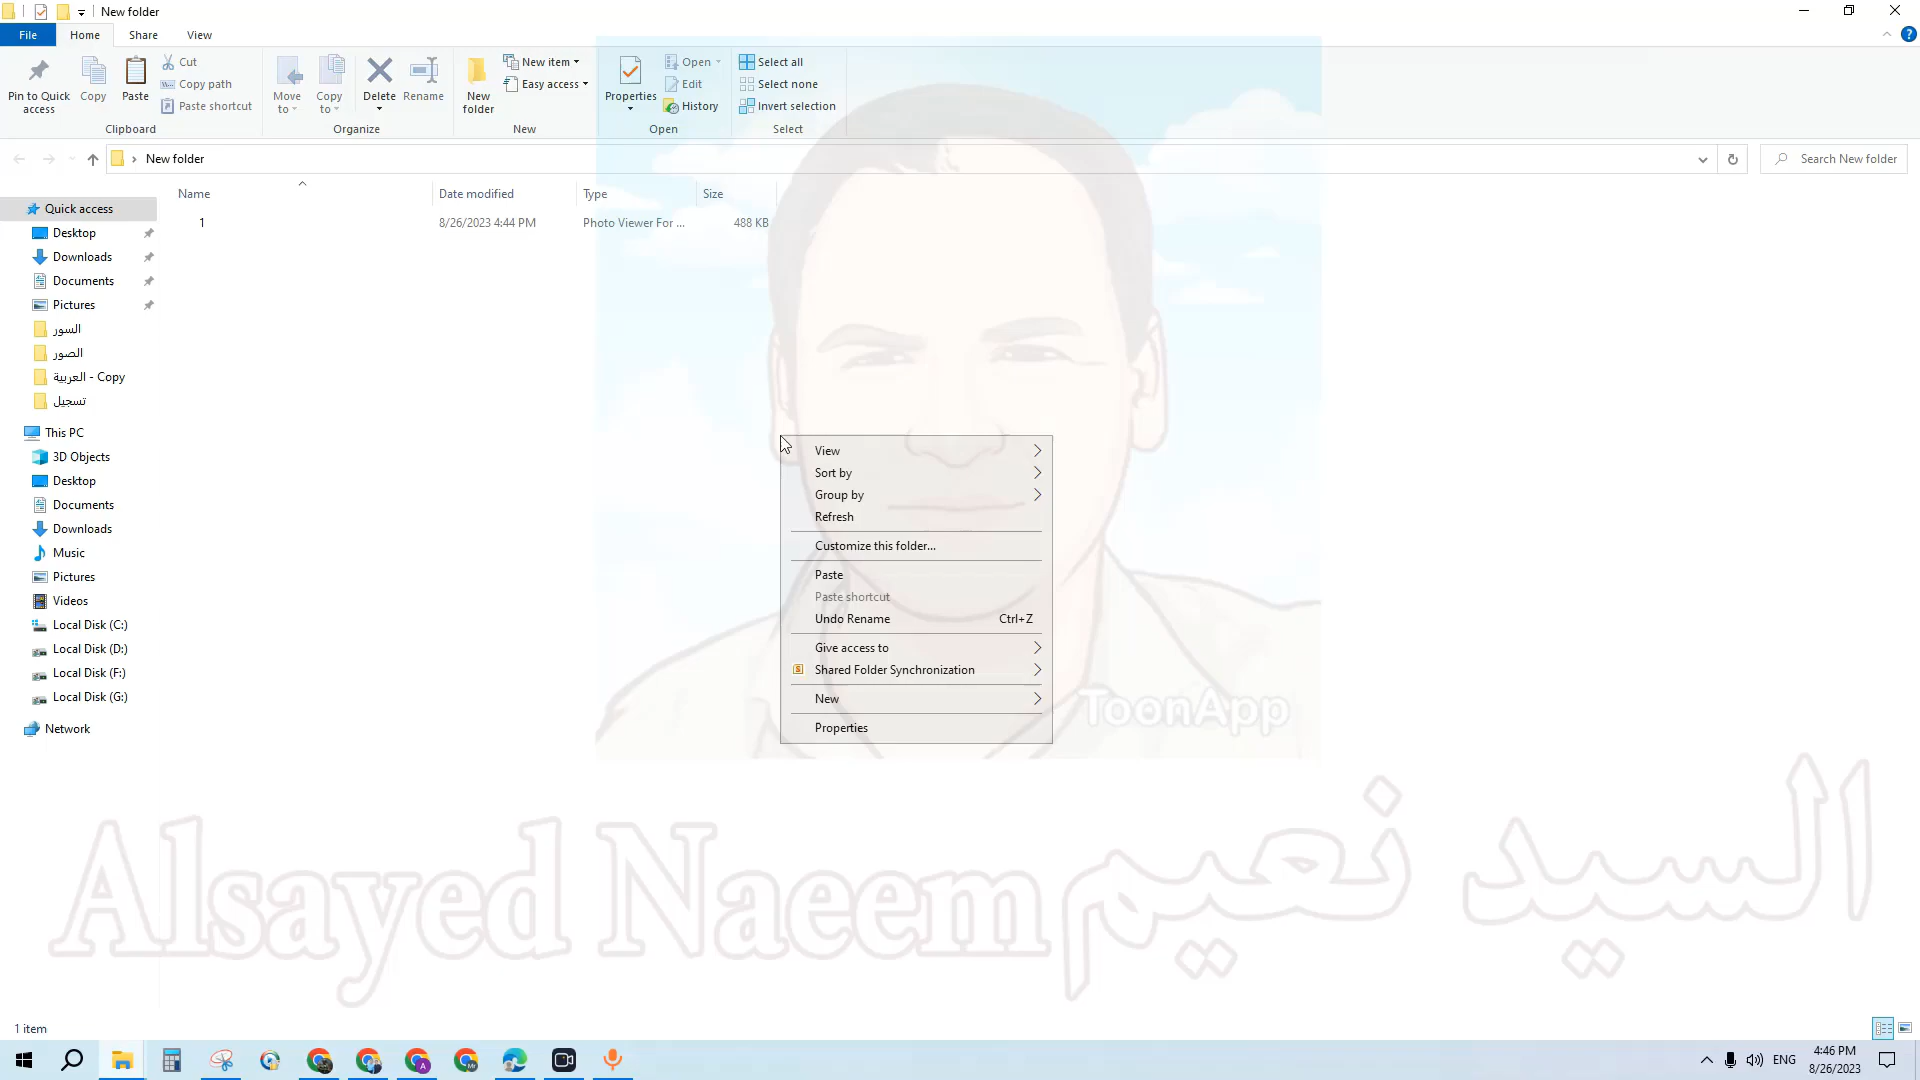 New folder
File Home Share View
Pin to Quick access
Copy
Paste
Cut
Copy path
Paste shortcut
Clipboard
Move to
Copy to
Delete
Rename
Organize
New folder
New item
Easy access
New
Properties
Open
Edit
History
Open
Select all
Select none
Invert selection
Select
New folder
Search New folder
Name Date modified Type Size
1 8/26/2023 4:44 PM Photo Viewer For ... 488 KB
Quick access
Desktop
Downloads
Documents
Pictures
السور
الصور
العربية - Copy
تسجيل
This PC
3D Objects
Desktop
Documents
Downloads
Music
Pictures
Videos
Local Disk (C:)
Local Disk (D:)
Local Disk (F:)
Local Disk (G:)
Network
View
Sort by
Group by
Refresh
Customize this folder...
Paste
Paste shortcut
Undo Rename Ctrl+Z
Give access to
Shared Folder Synchronization
New
Properties
ToonApp
Alsayed Naeem السيد نعيم
1 item
ENG
4:46 PM
8/26/2023